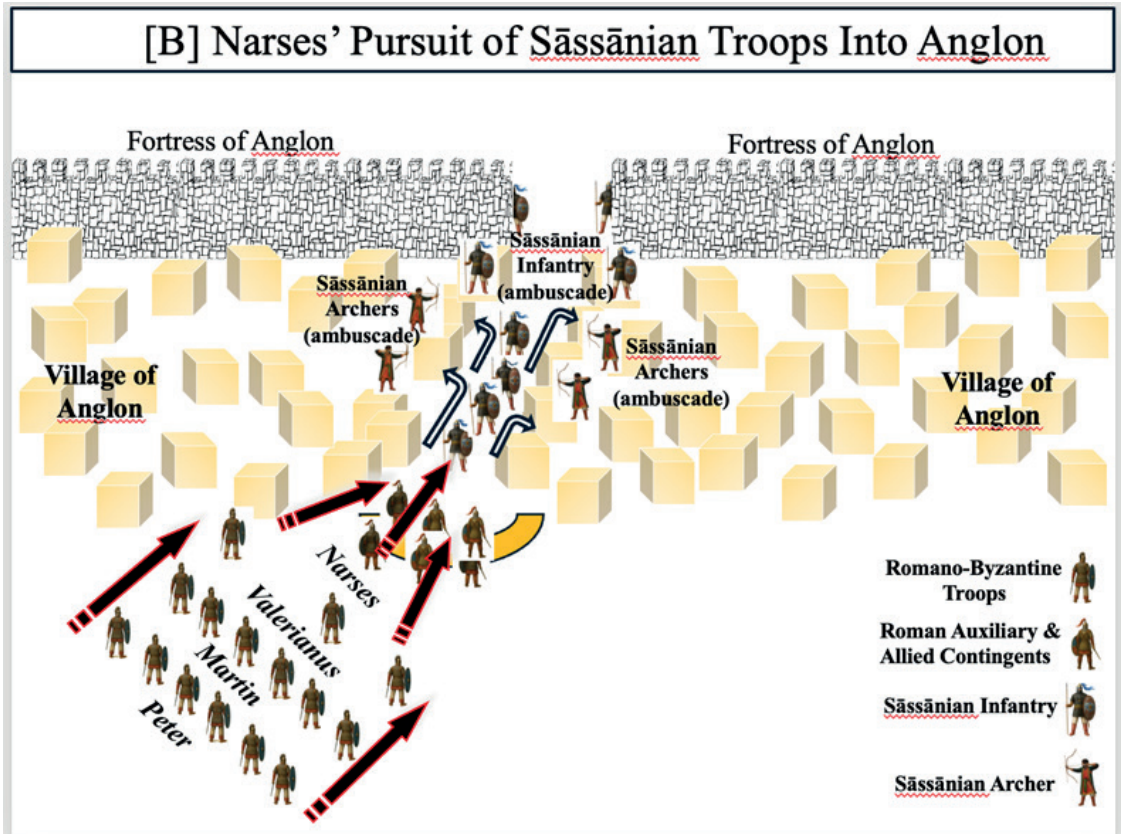 [B] Narses’ Pursuit of Sāssānian Troops Into Anglon
Fortress of Anglon
Fortress of Anglon
Sāssānian
Infantry
(ambuscade)
Sāssānian
Archers
(ambuscade)
Sāssānian
Archers
(ambuscade)
Village of
Anglon
Village of
Anglon
Narses
Valerianus
Martin
Peter
Romano-Byzantine
Troops
Roman Auxiliary &
Allied Contingents
Sāssānian Infantry
Sāssānian Archer